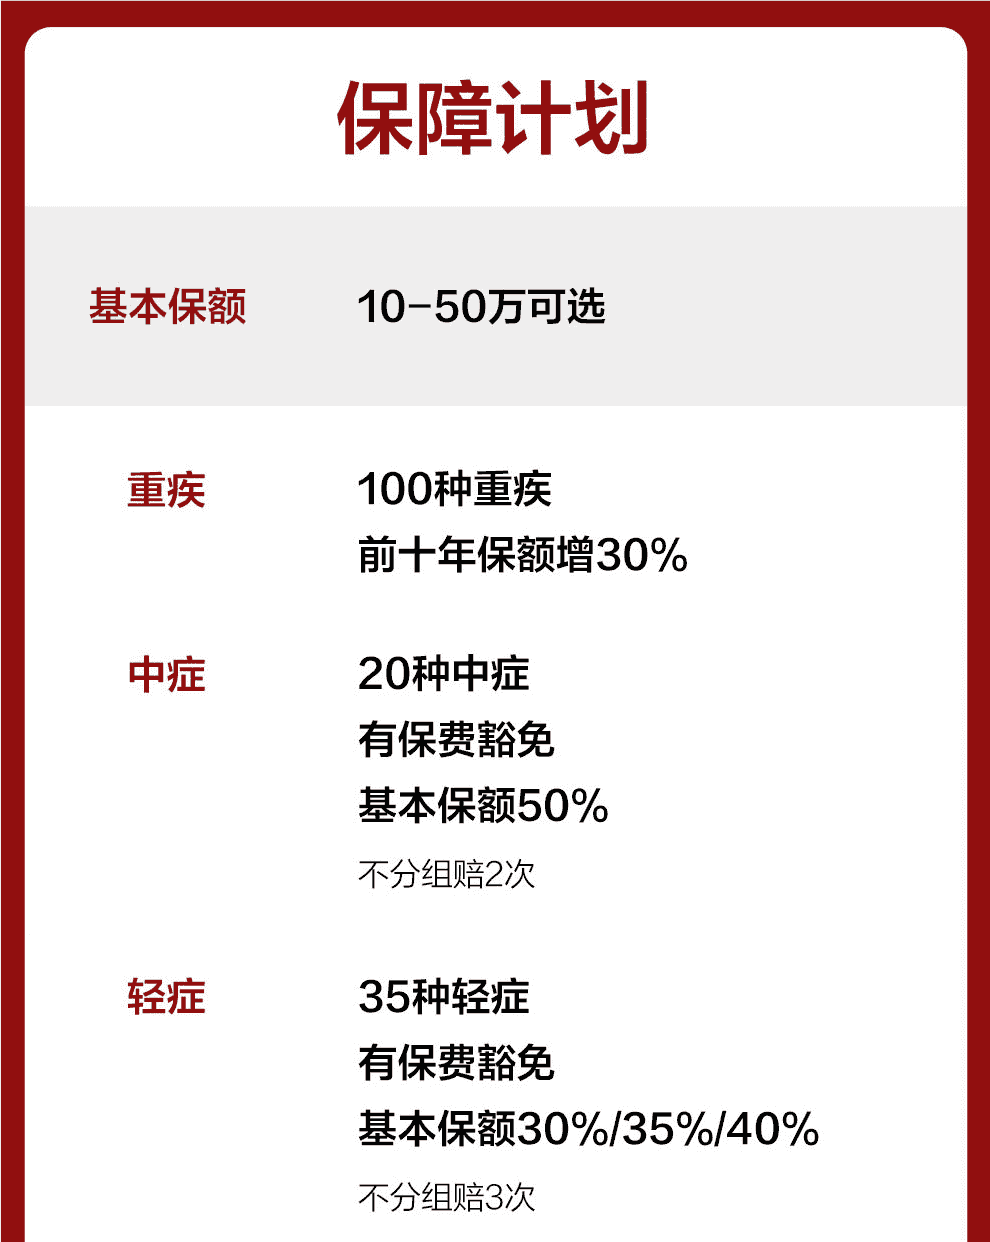 保障计划
基本保额 10-50万可选
重疾 100种重疾
前十年保额增30%
中症 20种中症
有保费豁免
基本保额50%
不分组赔2次
轻症 35种轻症
有保费豁免
基本保额30%/35%/40%
不分组赔3次